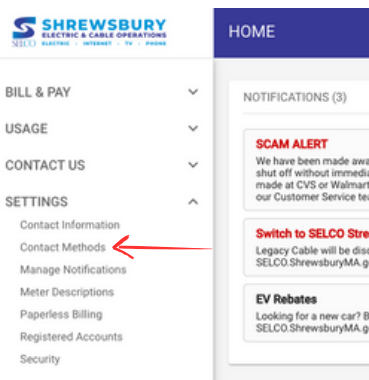 SHREWSBURY
ELECTRIC & CABLE OPERATIONS
SELCO ELECTRIC • INTERNET • TV • PHONE
HOME
BILL & PAY
USAGE
CONTACT US
SETTINGS
Contact Information
Contact Methods
Manage Notifications
Meter Descriptions
Paperless Billing
Registered Accounts
Security
NOTIFICATIONS (3)
SCAM ALERT
We have been made awa
shut off without immedia
made at CVS or Walmart
our Customer Service tea
Switch to SELCO Stre
Legacy Cable will be disc
SELCO.ShrewsburyMA.g
EV Rebates
Looking for a new car? B
SELCO.ShrewsburyMA.g